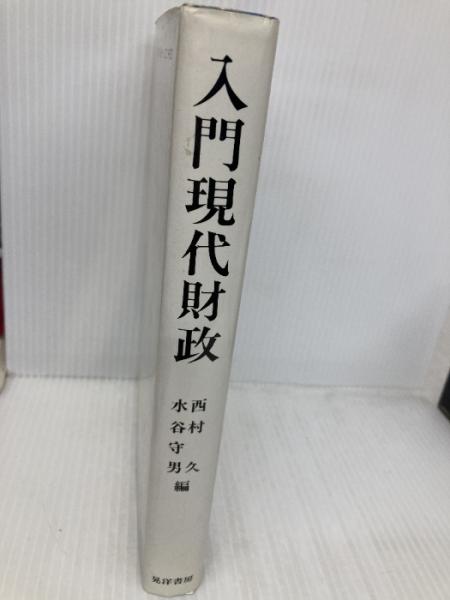 入門現代財政
西村久
水谷守男
編
晃洋書房